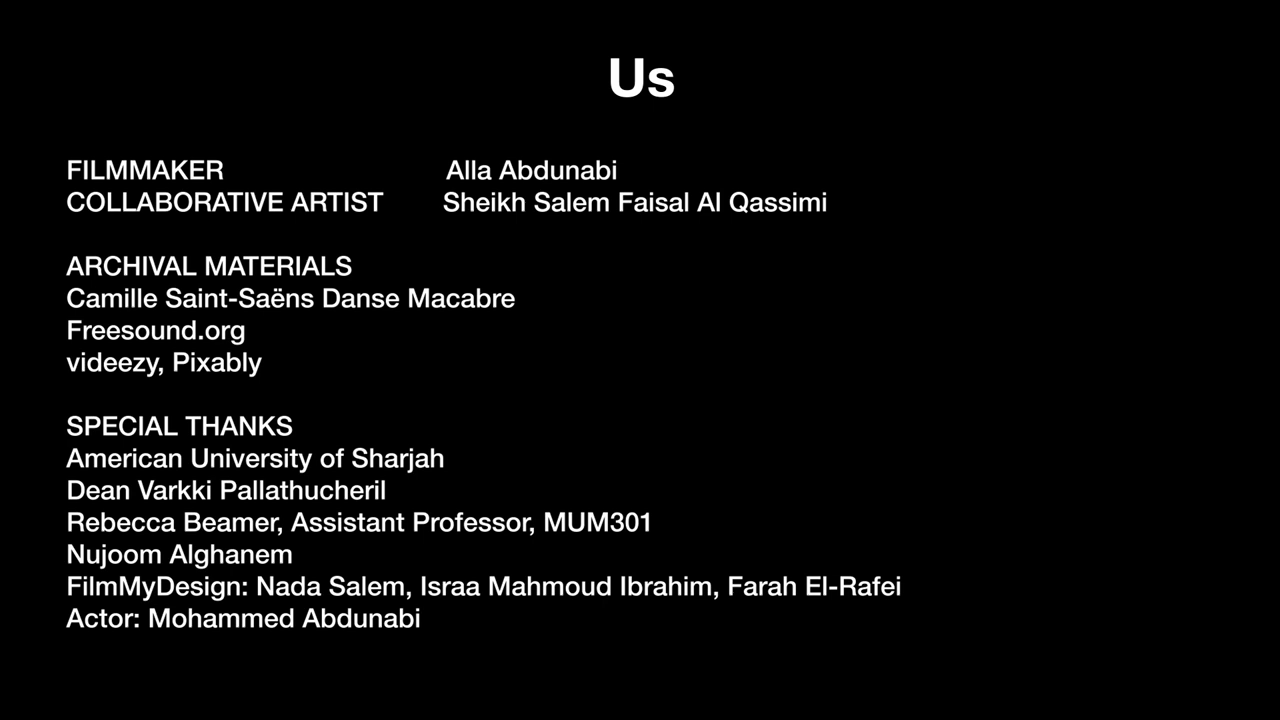 Us
FILMMAKER Alla Abdunabi
COLLABORATIVE ARTIST Sheikh Salem Faisal Al Qassimi
ARCHIVAL MATERIALS
Camille Saint-Saëns Danse Macabre
Freesound.org
videezy, Pixably
SPECIAL THANKS
American University of Sharjah
Dean Varkki Pallathucheril
Rebecca Beamer, Assistant Professor, MUM301
Nujoom Alghanem
FilmMyDesign: Nada Salem, Israa Mahmoud Ibrahim, Farah El-Rafei
Actor: Mohammed Abdunabi